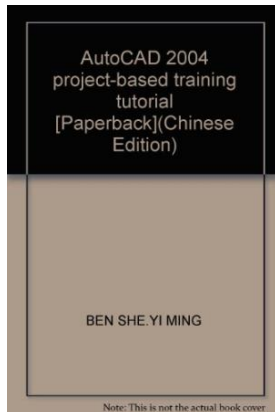 AutoCAD 2004
project-based training
tutorial
[Paperback](Chinese
Edition)
BEN SHE.YI MING
Note: This is not the actual book cover